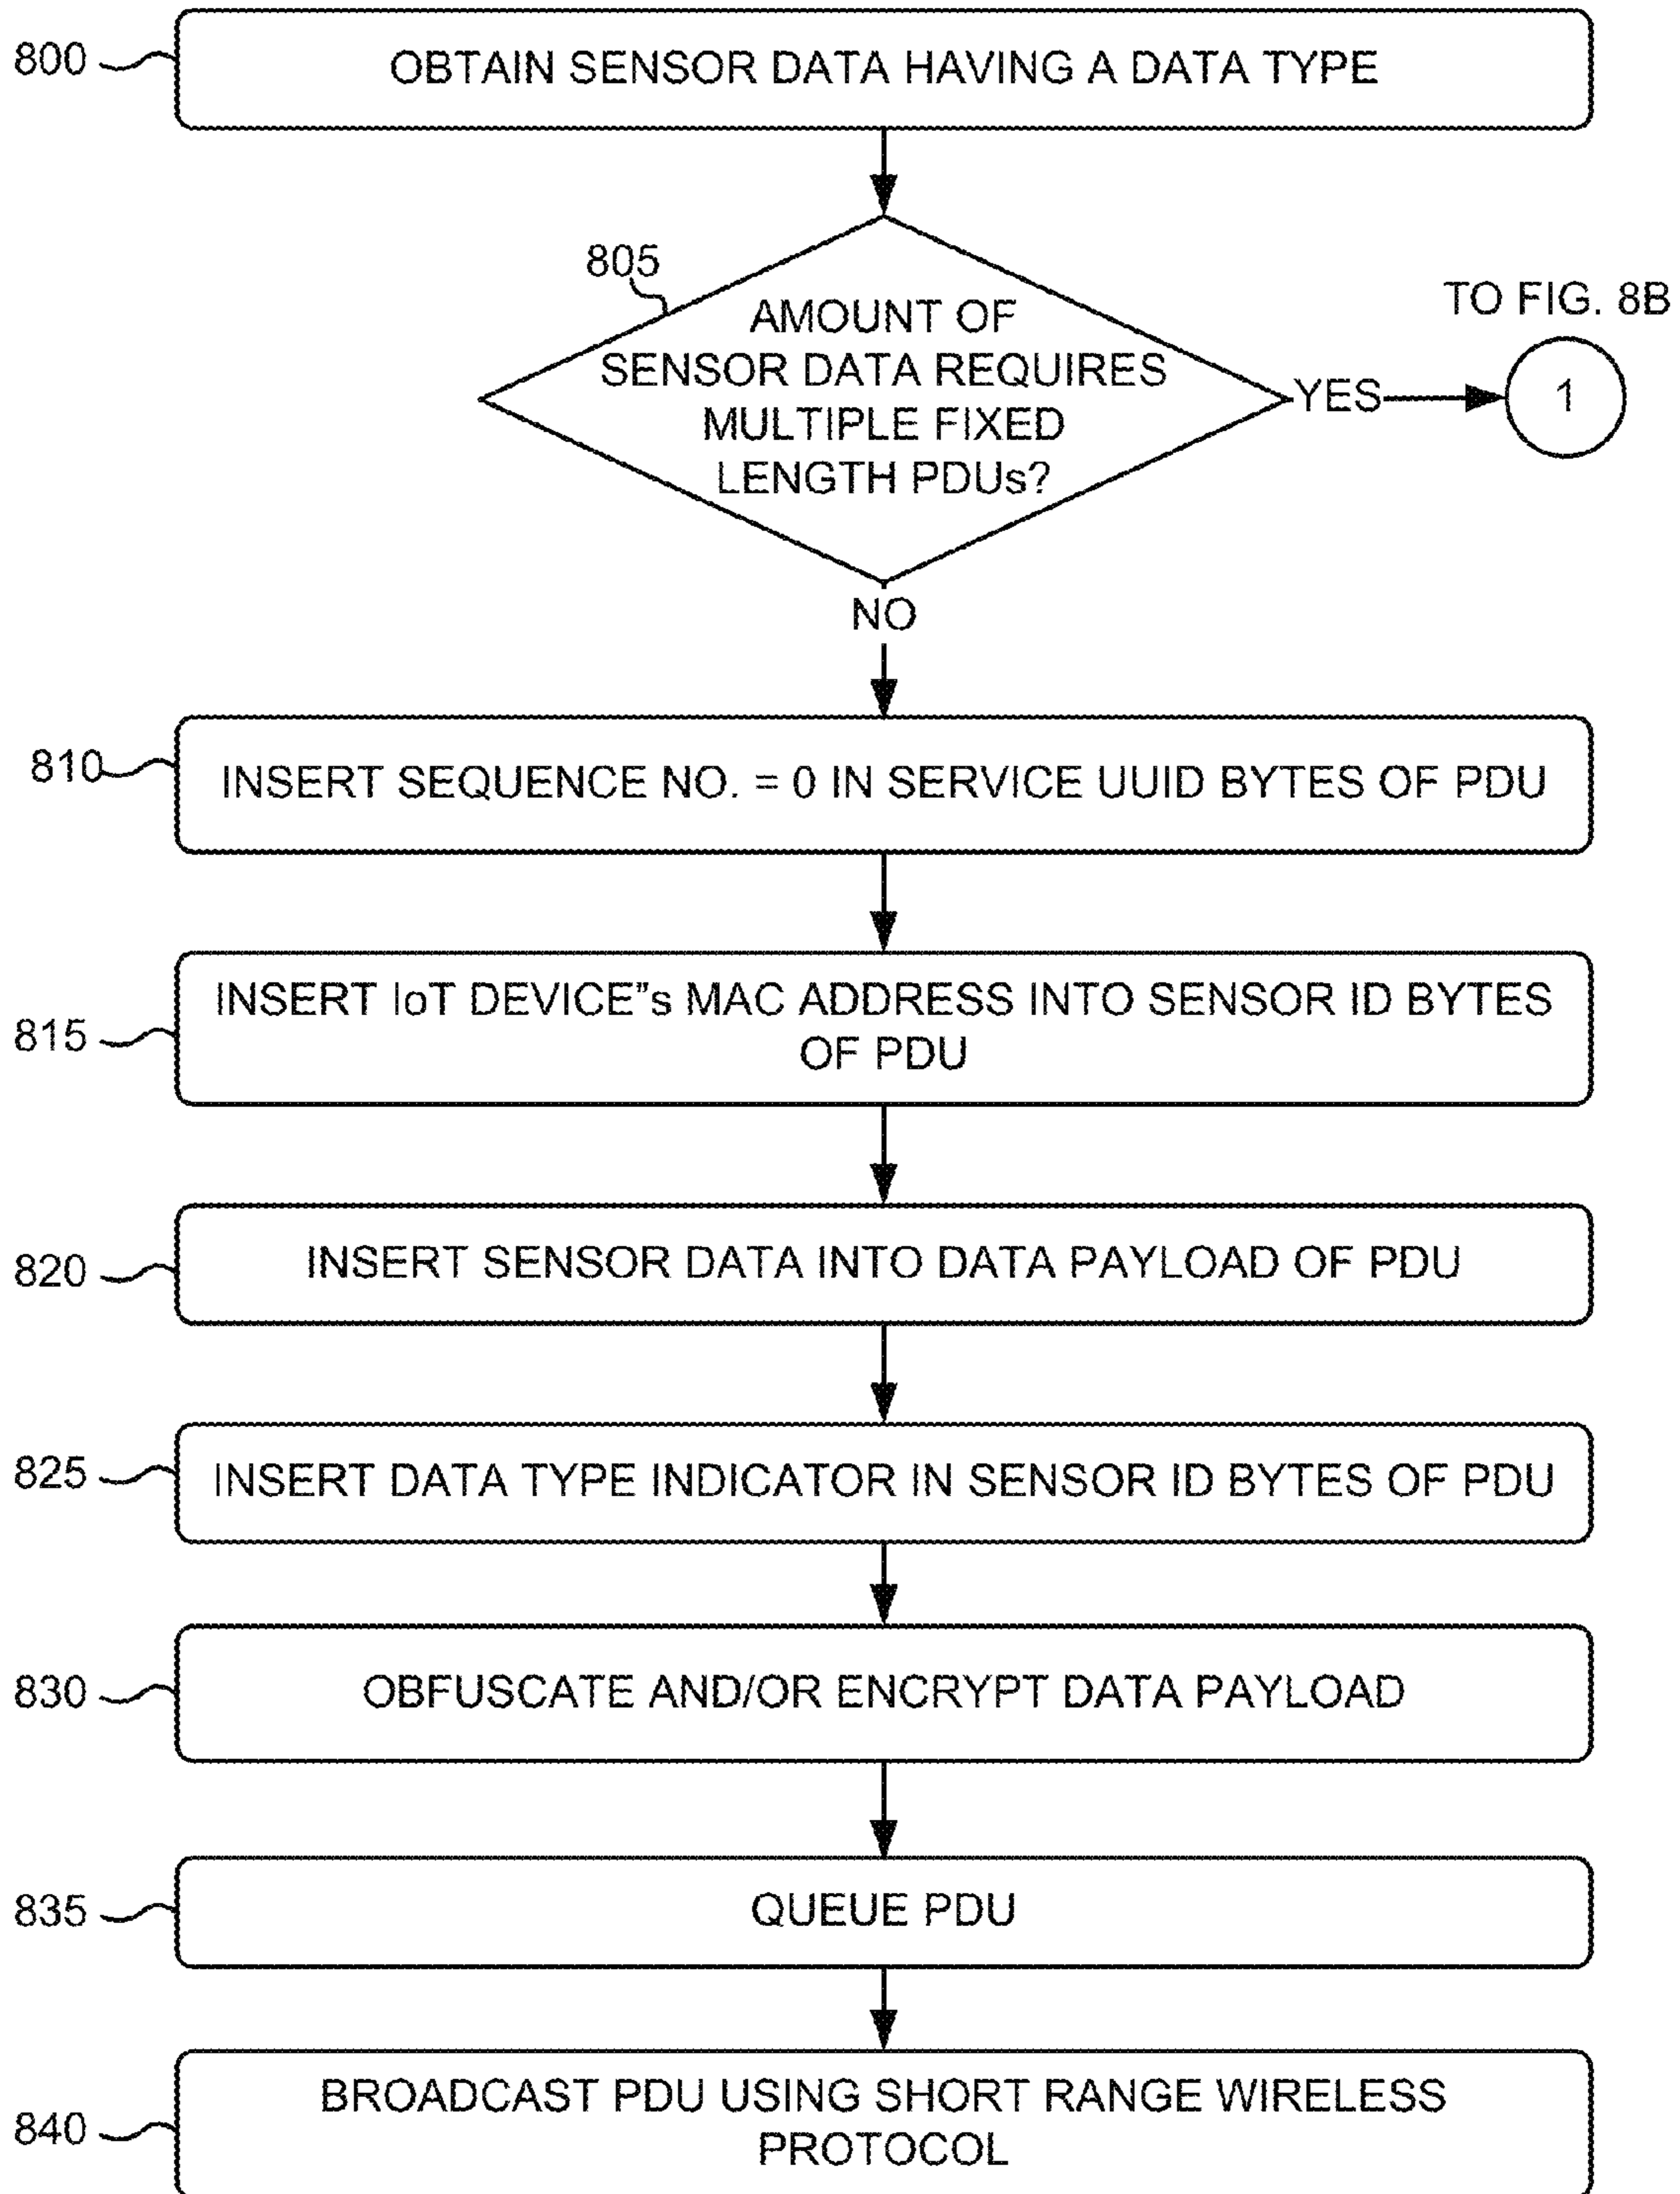 800
OBTAIN SENSOR DATA HAVING A DATA TYPE
805
AMOUNT OF
SENSOR DATA REQUIRES
MULTIPLE FIXED
LENGTH PDUs?
TO FIG. 8B
YES
1
NO
810
INSERT SEQUENCE NO. = 0 IN SERVICE UUID BYTES OF PDU
815
INSERT IoT DEVICE"s MAC ADDRESS INTO SENSOR ID BYTES
OF PDU
820
INSERT SENSOR DATA INTO DATA PAYLOAD OF PDU
825
INSERT DATA TYPE INDICATOR IN SENSOR ID BYTES OF PDU
830
OBFUSCATE AND/OR ENCRYPT DATA PAYLOAD
835
QUEUE PDU
840
BROADCAST PDU USING SHORT RANGE WIRELESS
PROTOCOL